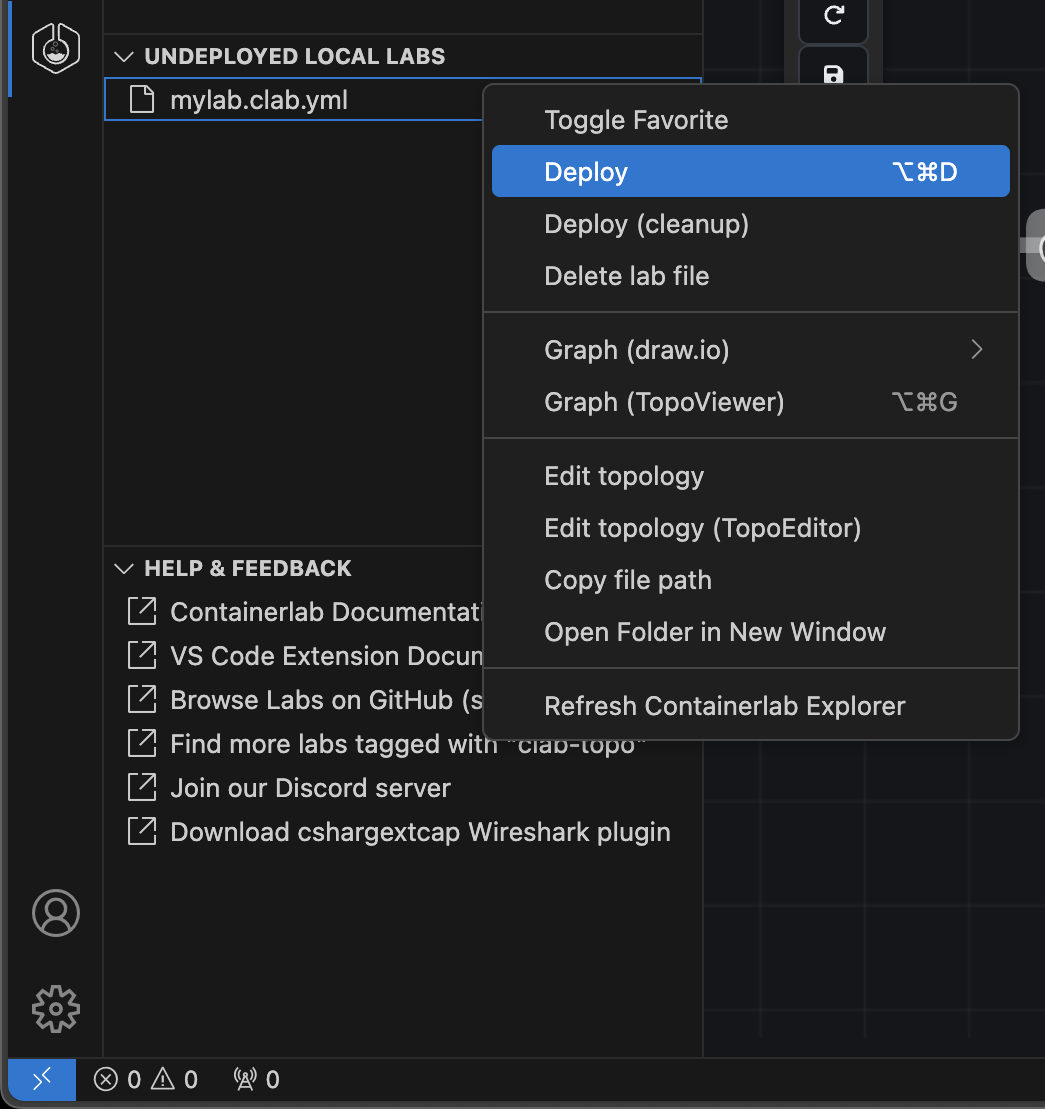 UNDEPLOYED LOCAL LABS
mylab.clab.yml
Toggle Favorite
Deploy ⌥⌘D
Deploy (cleanup)
Delete lab file
Graph (draw.io)
Graph (TopoViewer) ⌥⌘G
Edit topology
Edit topology (TopoEditor)
Copy file path
Open Folder in New Window
Refresh Containerlab Explorer
HELP & FEEDBACK
Containerlab Documentati
VS Code Extension Docum
Browse Labs on GitHub (s
Find more labs tagged with "clab-topo"
Join our Discord server
Download cshargextcap Wireshark plugin
0 0 0